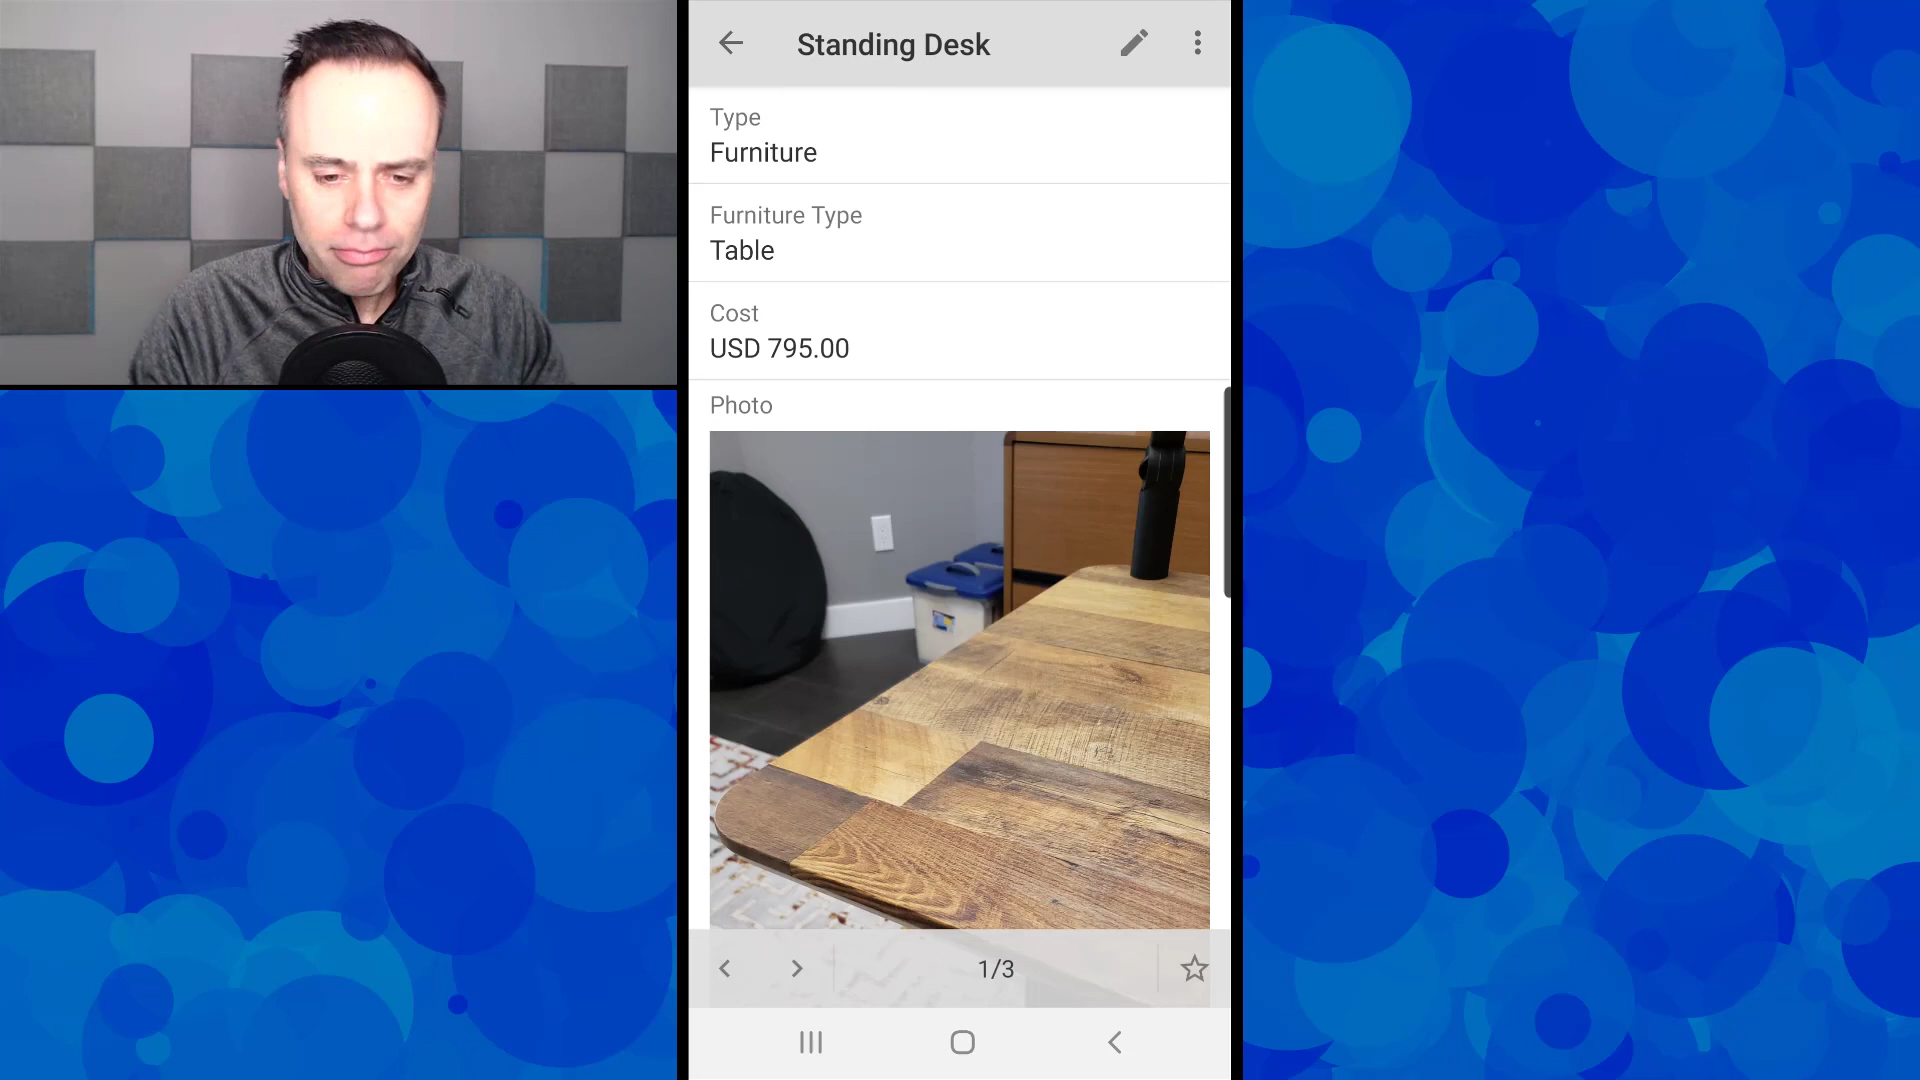 Standing Desk
Type
Furniture
Furniture Type
Table
Cost
USD 795.00
Photo
1/3